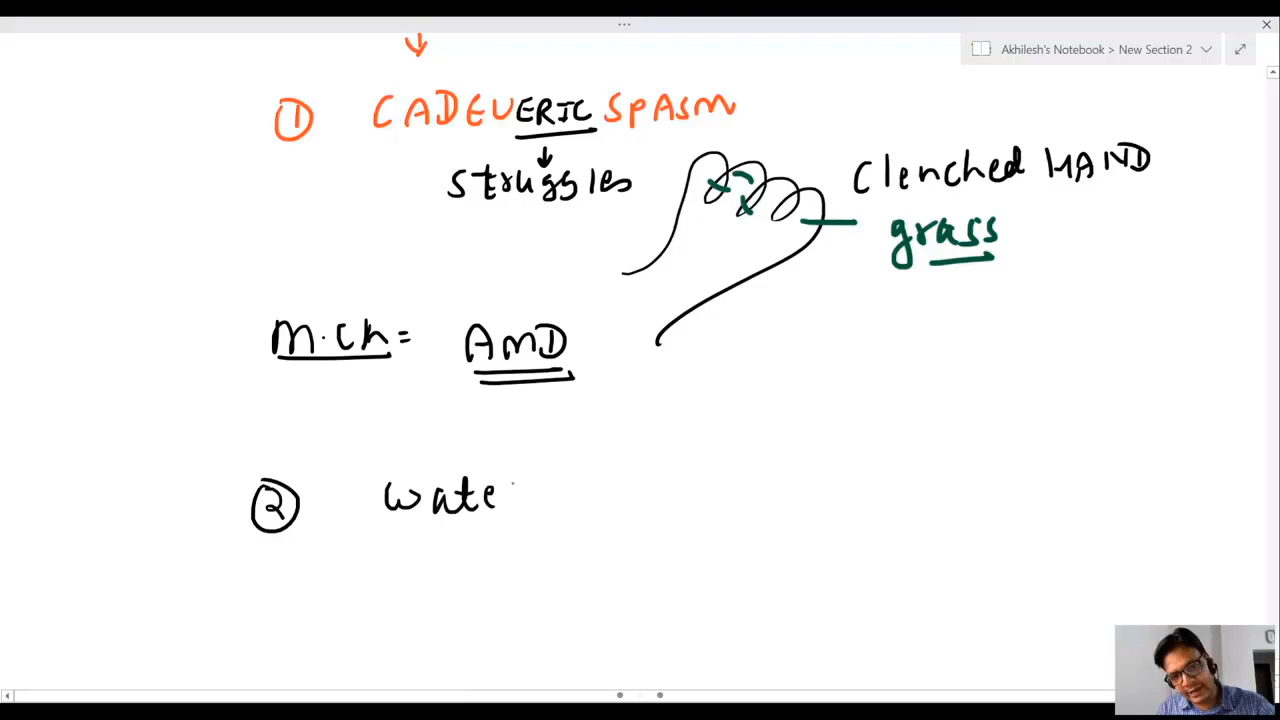 Akhilesh's Notebook > New Section 2
① CADEVERIC SPASM
struggles
Clenched HAND
grass
M.Ch = AMD
② wate